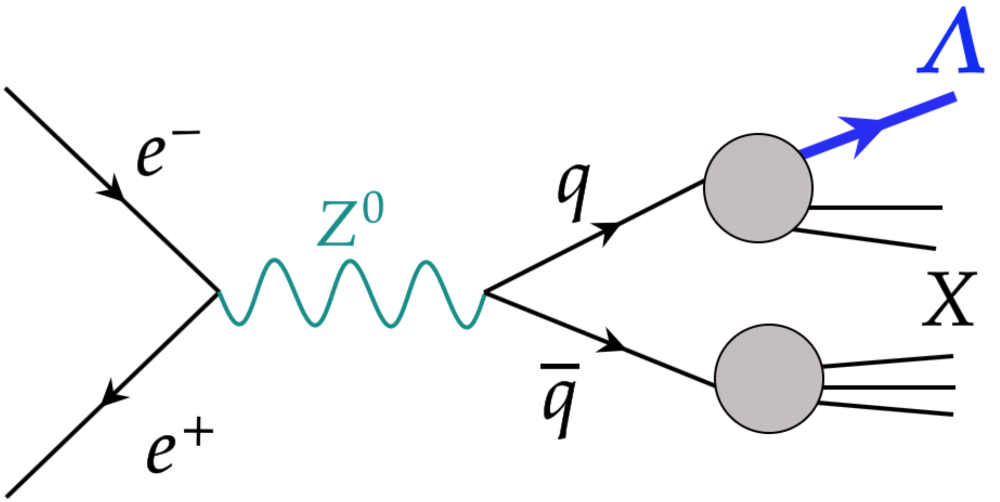 Λ
e⁻
Z⁰
q
X
q̅
e⁺